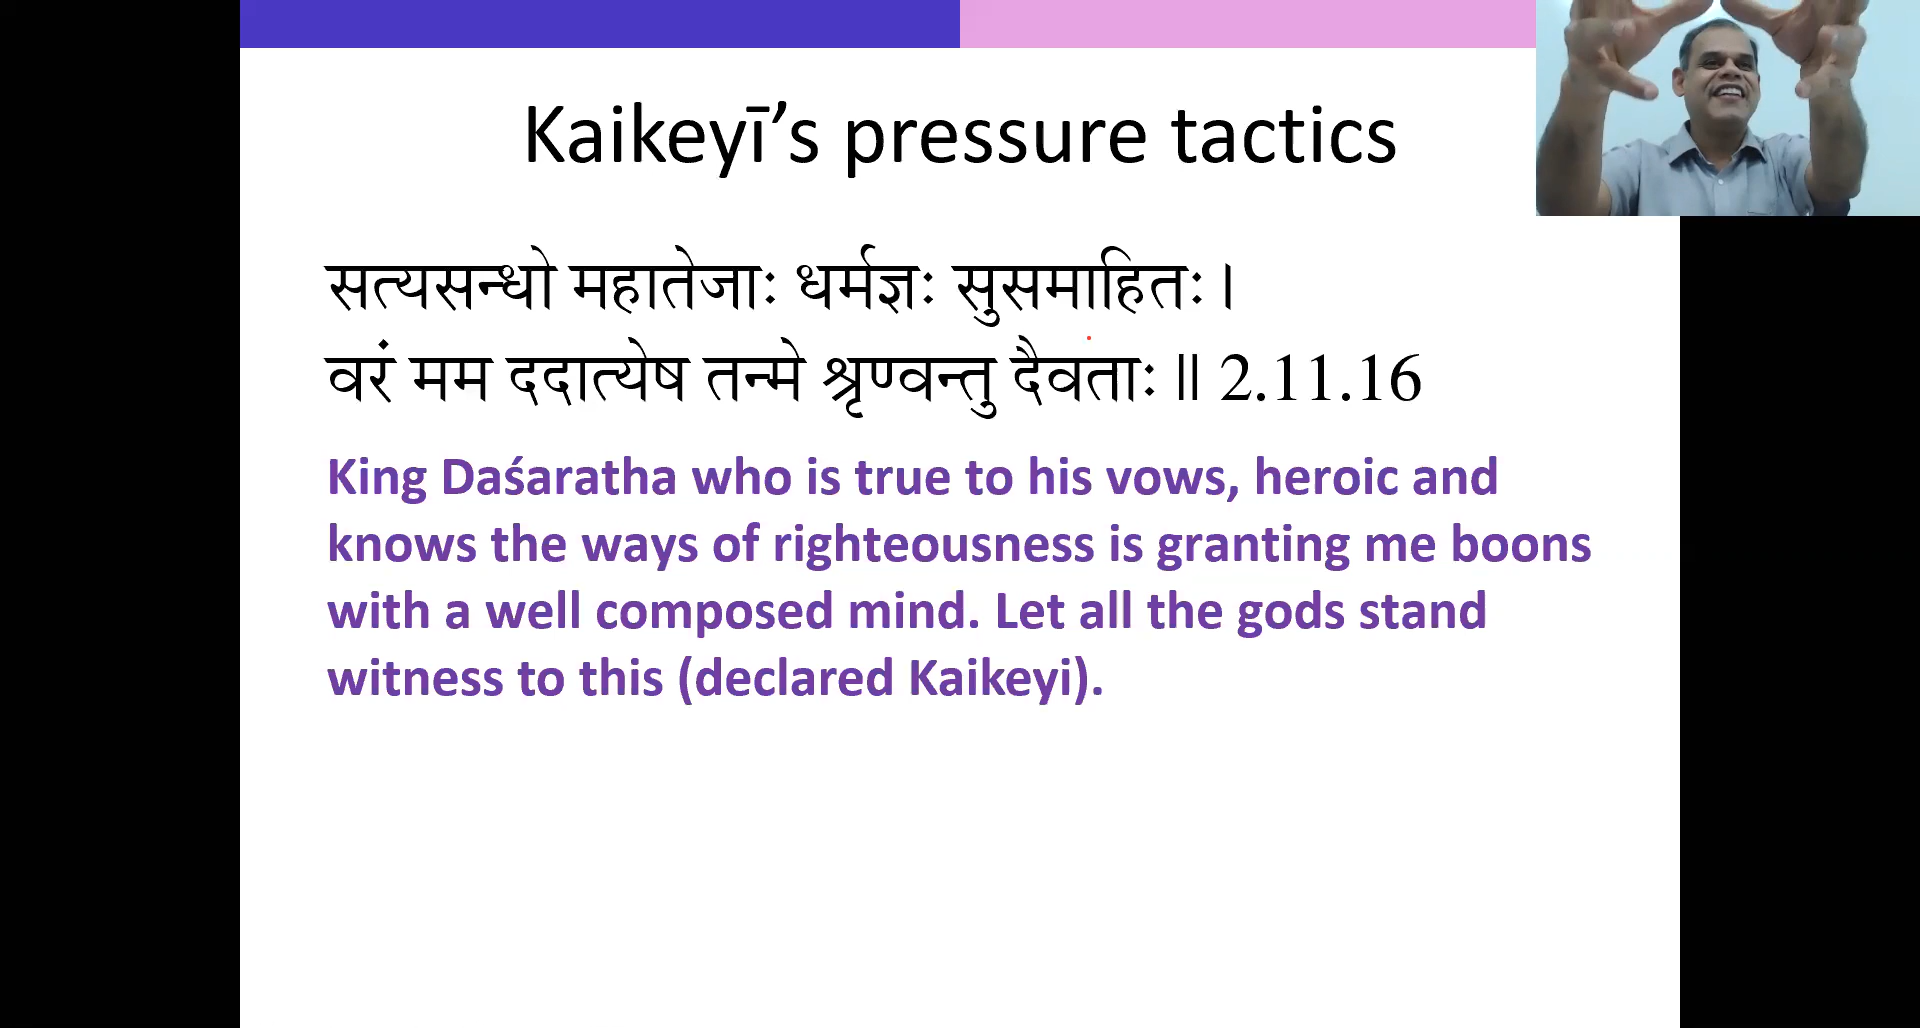 Kaikeyī’s pressure tactics
सत्यसन्धो महातेजाः धर्मज्ञः सुसमाहितः ।
वरं मम ददात्येष तन्मे श्रृण्वन्तु दैवताः ॥ 2.11.16
King Daśaratha who is true to his vows, heroic and
knows the ways of righteousness is granting me boons
with a well composed mind. Let all the gods stand
witness to this (declared Kaikeyi).